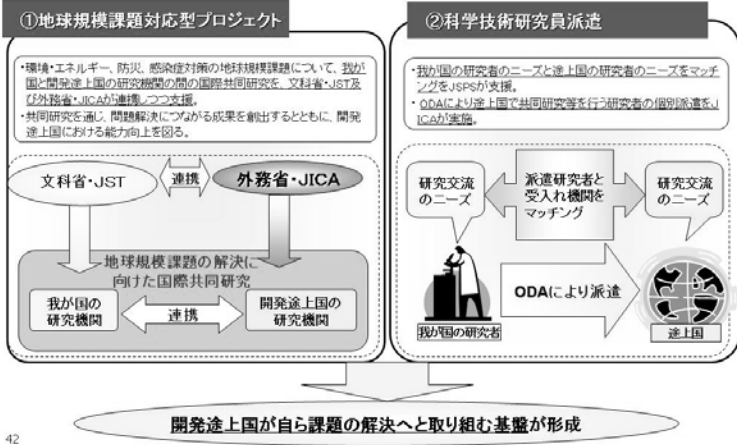 ①地球規模課題対応型プロジェクト
・環境・エネルギー、防災、感染症対策の地球規模課題について、我が
国と開発途上国の研究機関の間の国際共同研究を、文科省・JST及
び外務省・JICAが連携しつつ支援。
・共同研究を通じ、問題解決につながる成果を創出するとともに、開発
途上国における能力向上を図る。
文科省・JST
連携
外務省・JICA
地球規模課題の解決に
向けた国際共同研究
我が国の
研究機関
連携
開発途上国の
研究機関
②科学技術研究員派遣
・我が国の研究者のニーズと途上国の研究者のニーズをマッチ
ングをJSPSが支援。
・ODAにより途上国で共同研究等を行う研究者の個別派遣をJ
ICAが実施。
研究交流
のニーズ
派遣研究者と
受入れ機関を
マッチング
研究交流
のニーズ
ODAにより派遣
我が国の研究者
途上国
開発途上国が自ら課題の解決へと取り組む基盤が形成
42